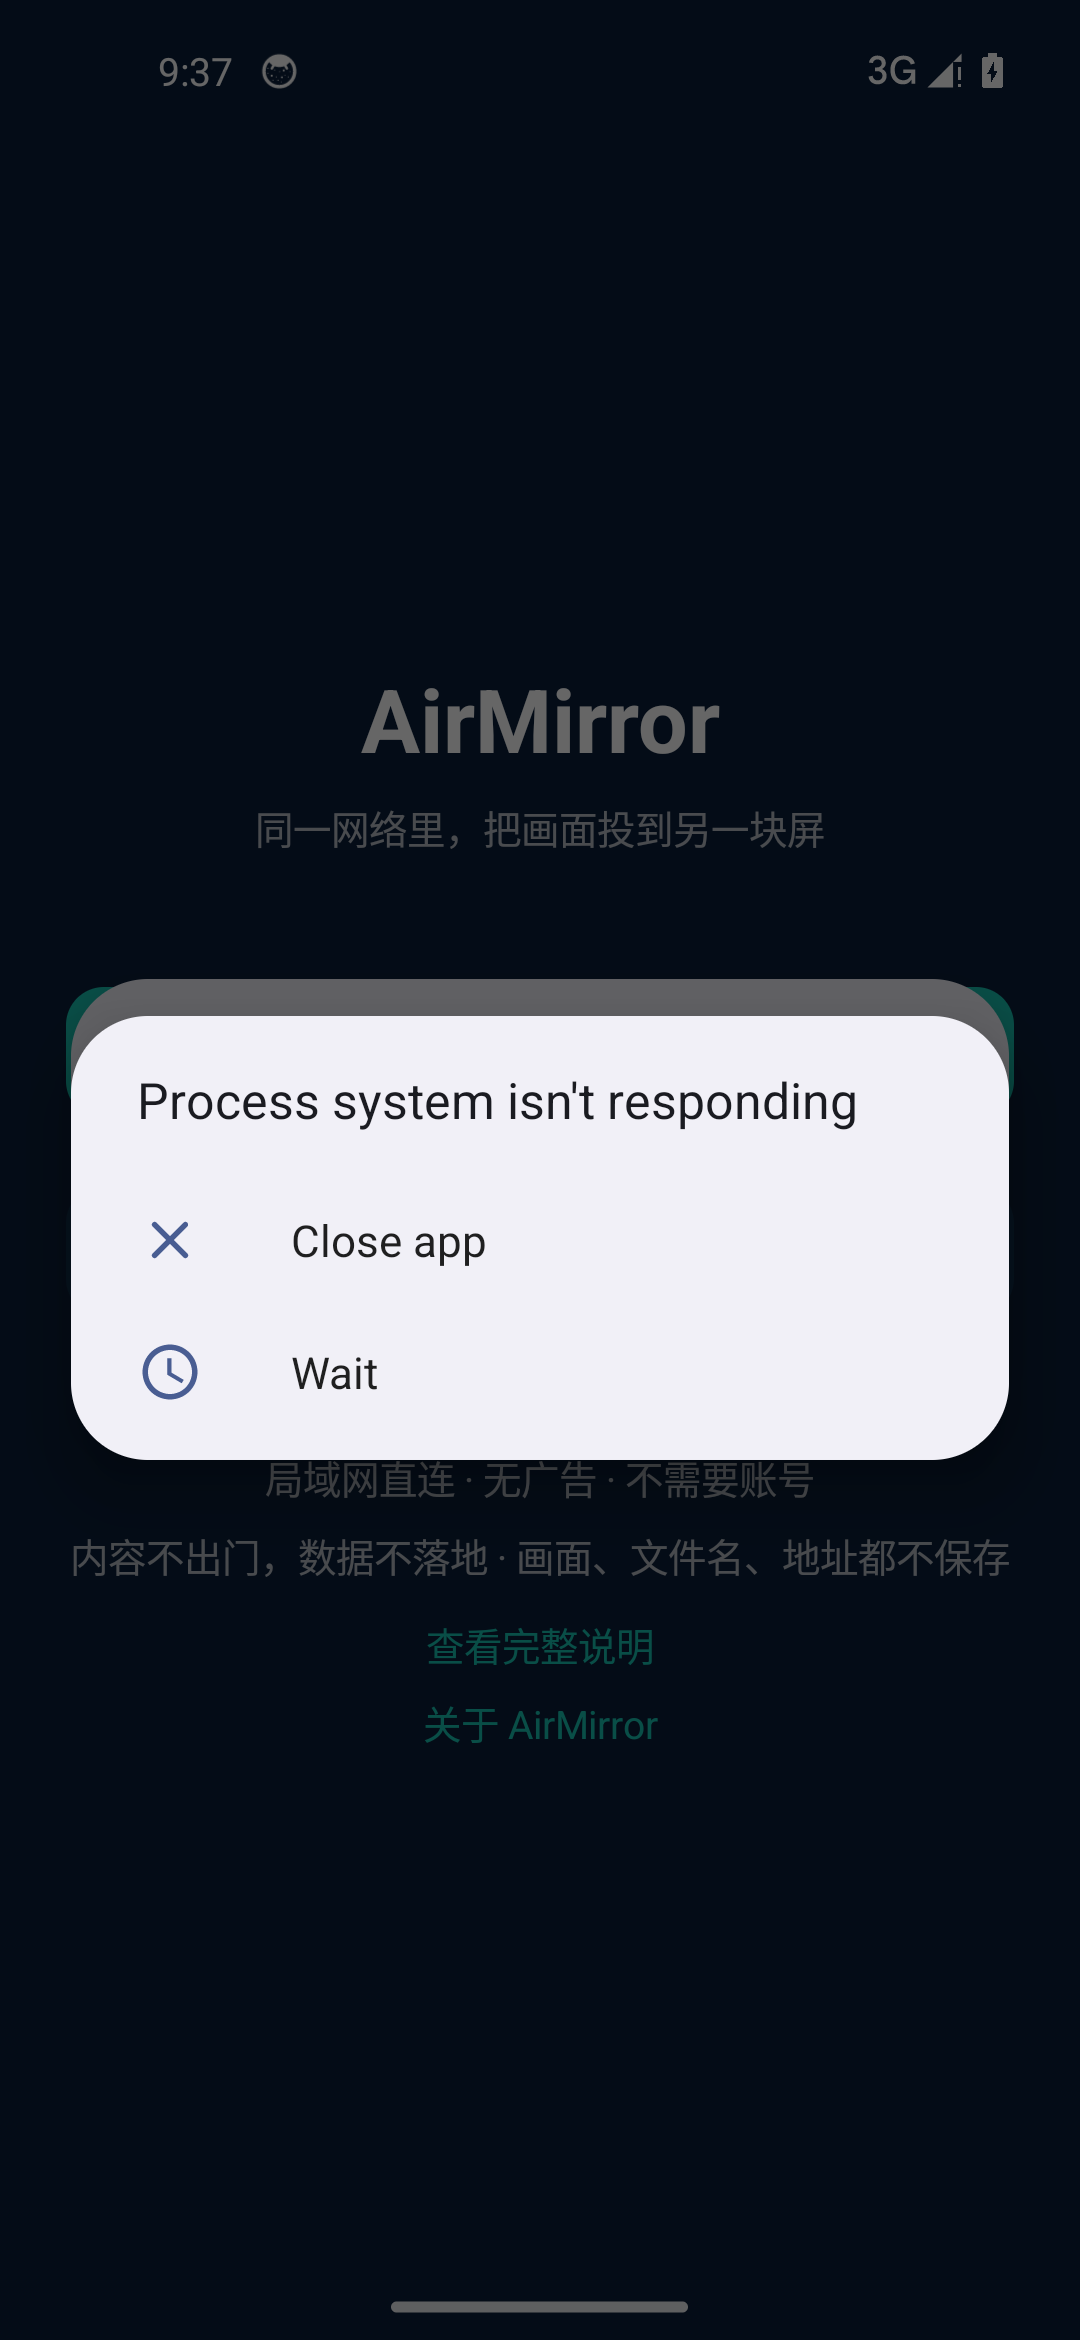 9:37
3G
AirMirror
同一网络里，把画面投到另一块屏
Process system isn't responding
Close app
Wait
局域网直连 · 无广告 · 不需要账号
内容不出门，数据不落地 · 画面、文件名、地址都不保存
查看完整说明
关于 AirMirror